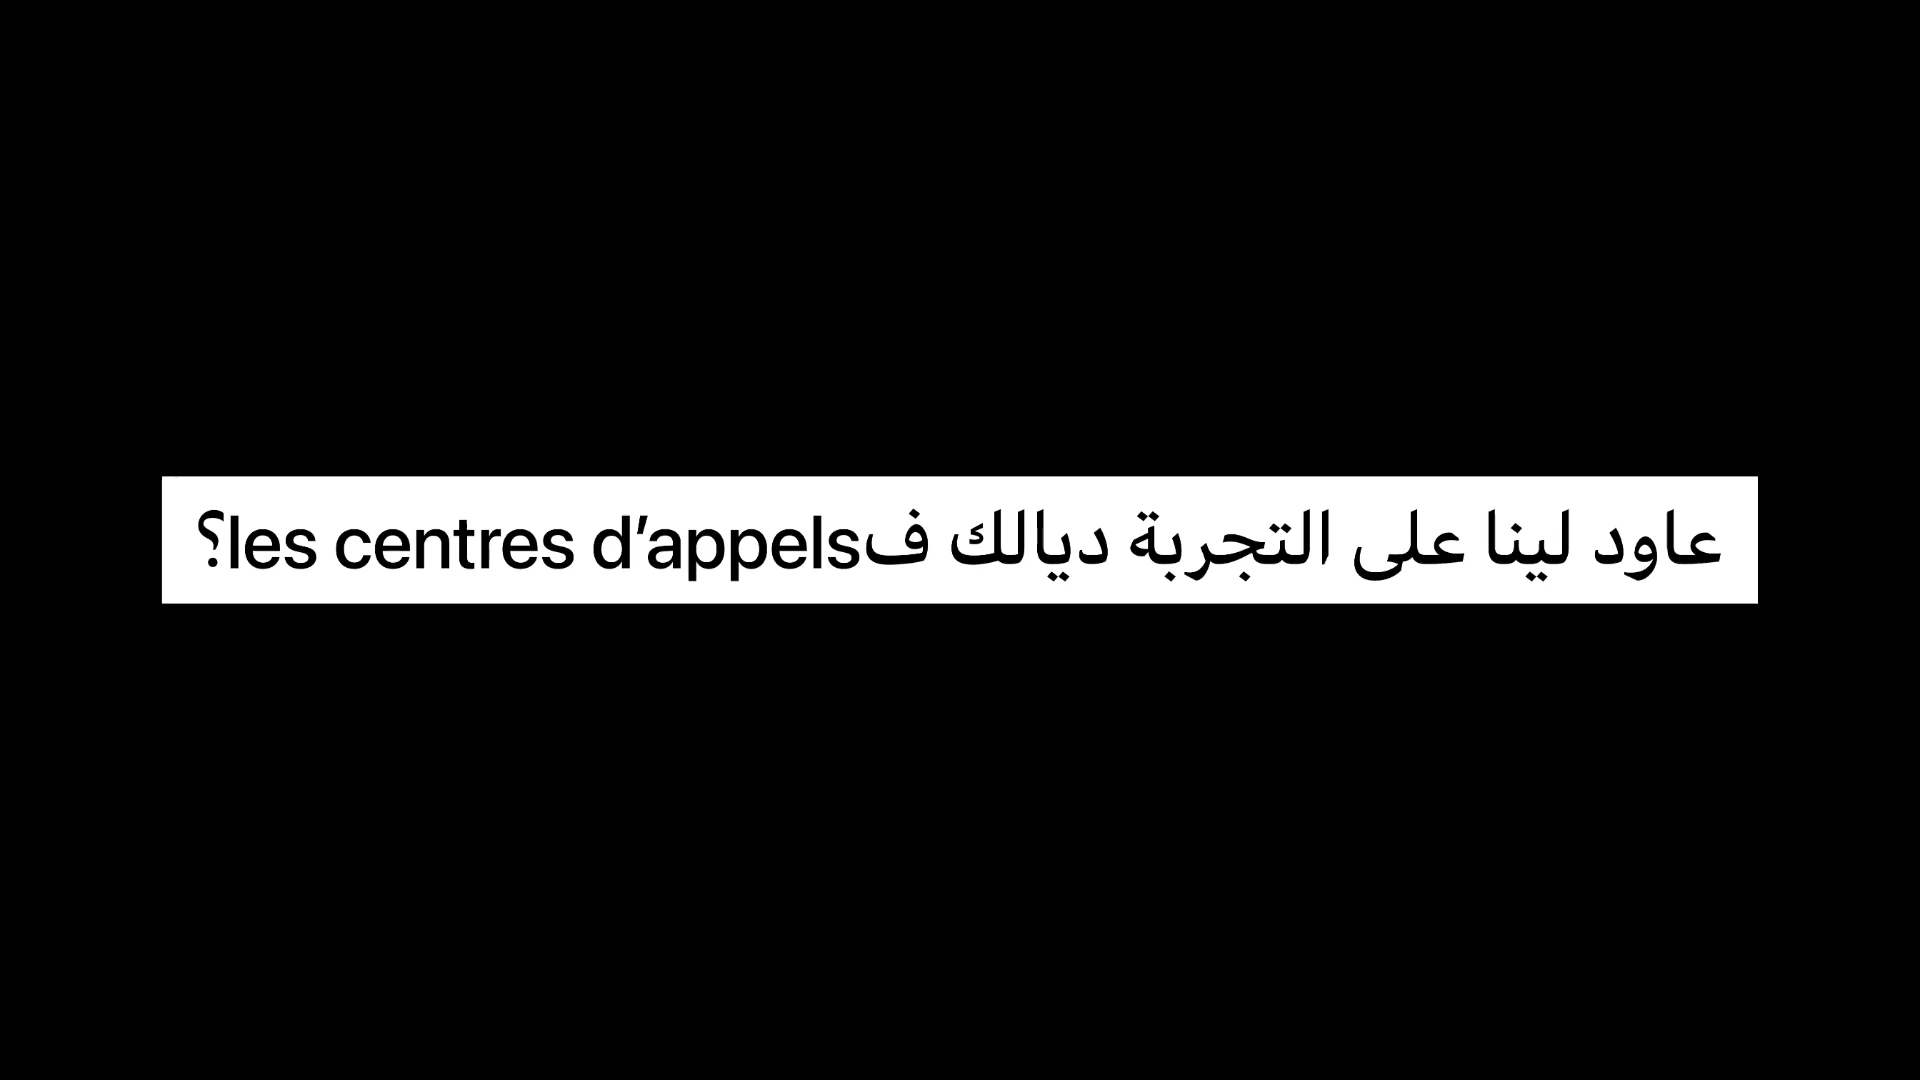 عاود لينا على التجربة ديالك فles centres d’appels؟